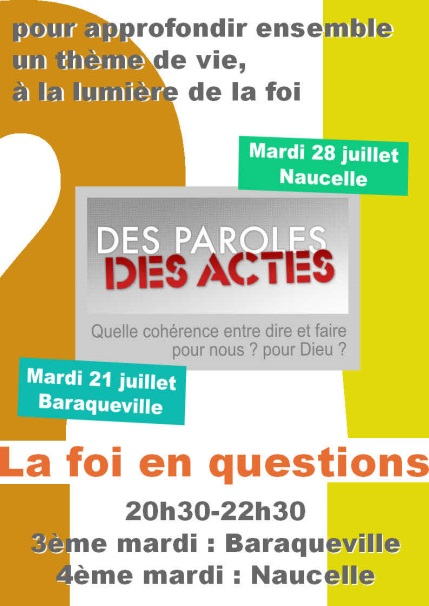 pour approfondir ensemble
un thème de vie,
à la lumière de la foi
Mardi 28 juillet
Naucelle
DES PAROLES
DES ACTES
Quelle cohérence entre dire et faire
pour nous ? pour Dieu ?
Mardi 21 juillet
Baraqueville
La foi en questions
20h30-22h30
3ème mardi : Baraqueville
4ème mardi : Naucelle